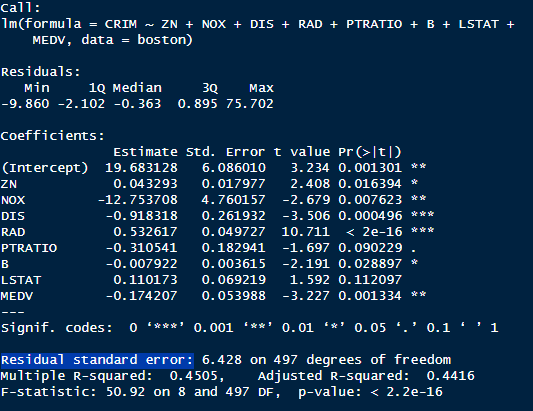 Call:
lm(formula = CRIM ~ ZN + NOX + DIS + RAD + PTRATIO + B + LSTAT +
    MEDV, data = boston)
Residuals:
   Min     1Q Median     3Q    Max
-9.860 -2.102 -0.363  0.895 75.702
Coefficients:
              Estimate Std. Error t value Pr(>|t|)
(Intercept)  19.683128   6.086010   3.234 0.001301 **
ZN            0.043293   0.017977   2.408 0.016394 *
NOX         -12.753708   4.760157  -2.679 0.007623 **
DIS          -0.918318   0.261932  -3.506 0.000496 ***
RAD           0.532617   0.049727  10.711  < 2e-16 ***
PTRATIO      -0.310541   0.182941  -1.697 0.090229 .
B            -0.007922   0.003615  -2.191 0.028897 *
LSTAT         0.110173   0.069219   1.592 0.112097
MEDV         -0.174207   0.053988  -3.227 0.001334 **
---
Signif. codes:  0 ‘***’ 0.001 ‘**’ 0.01 ‘*’ 0.05 ‘.’ 0.1 ‘ ’ 1
Residual standard error: 6.428 on 497 degrees of freedom
Multiple R-squared:  0.4505,    Adjusted R-squared:  0.4416
F-statistic: 50.92 on 8 and 497 DF,  p-value: < 2.2e-16